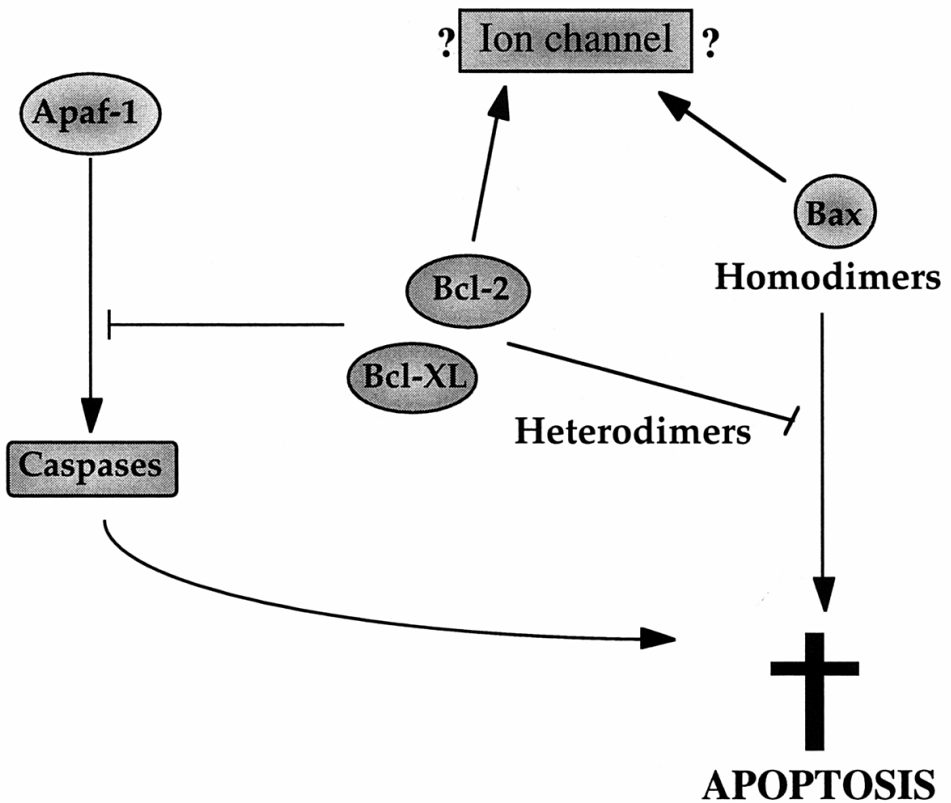 ? Ion channel ?
Apaf-1
Bax
Homodimers
Bcl-2
Bcl-XL
Heterodimers
Caspases
APOPTOSIS